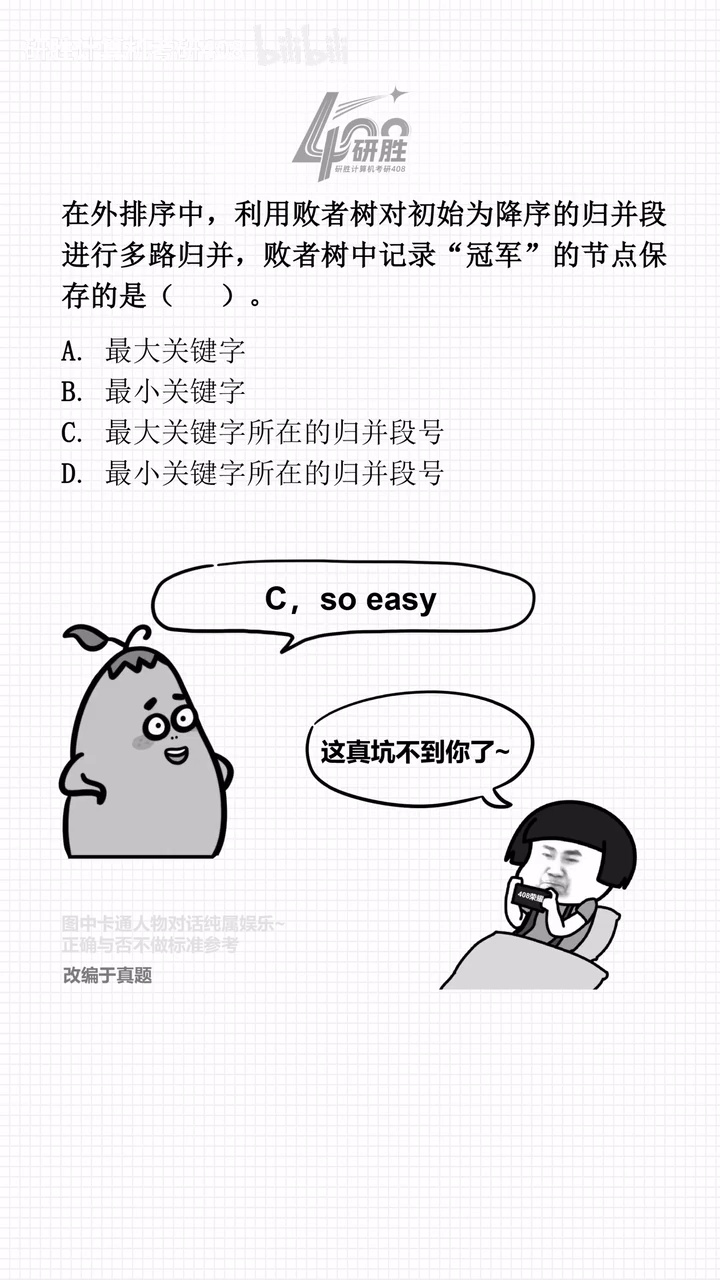 bilibili
408
研胜
研胜计算机考研408
在外排序中，利用败者树对初始为降序的归并段
进行多路归并，败者树中记录“冠军”的节点保
存的是（　　）。
A. 最大关键字
B. 最小关键字
C. 最大关键字所在的归并段号
D. 最小关键字所在的归并段号
C，so easy
这真坑不到你了~
408荣耀
图中卡通人物对话纯属娱乐~
正确与否不做标准参考
改编于真题